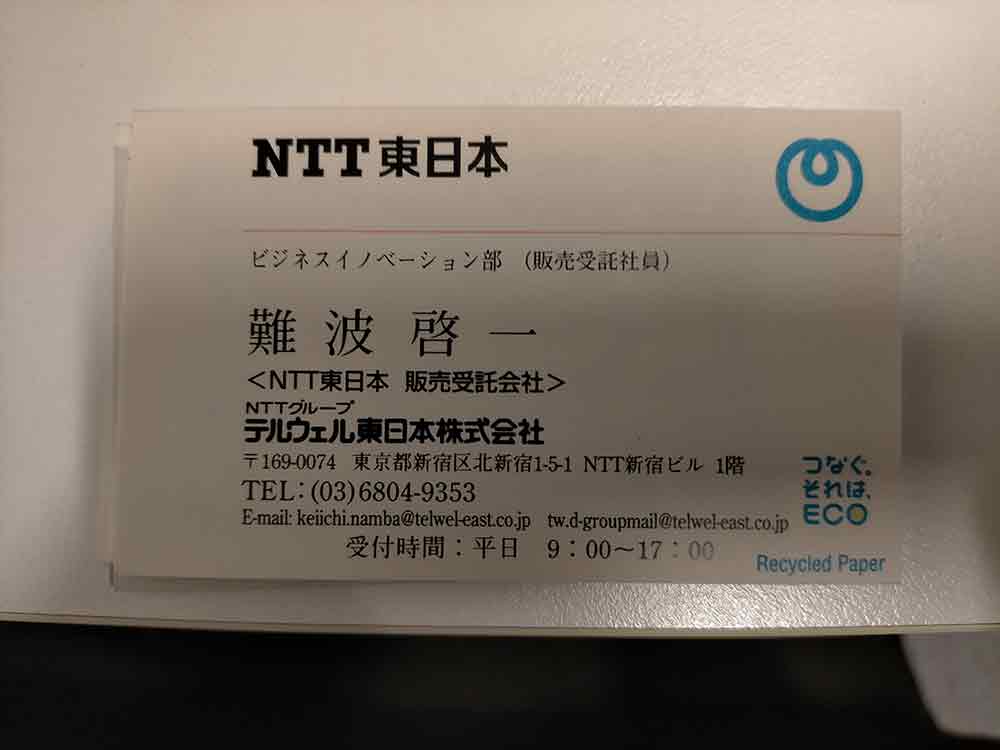 NTT東日本
ビジネスイノベーション部 （販売受託社員）
難波 啓一
＜NTT東日本 販売受託会社＞
NTTグループ
テルウェル東日本株式会社
〒169-0074 東京都新宿区北新宿1-5-1 NTT新宿ビル 1階
TEL：(03)6804-9353
E-mail: keiichi.namba@telwel-east.co.jp tw.d-groupmail@telwel-east.co.jp
受付時間：平日 9：00～17：00
つなぐ。
それは、
ECO
Recycled Paper